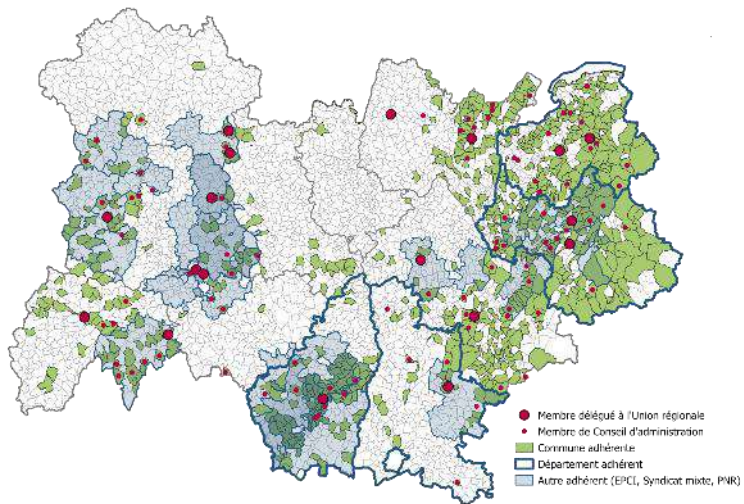 Membre délégué à l'Union régionale
Membre de Conseil d'administration
Commune adhérente
Département adhérent
Autre adhérent (EPCI, Syndicat mixte, PNR)